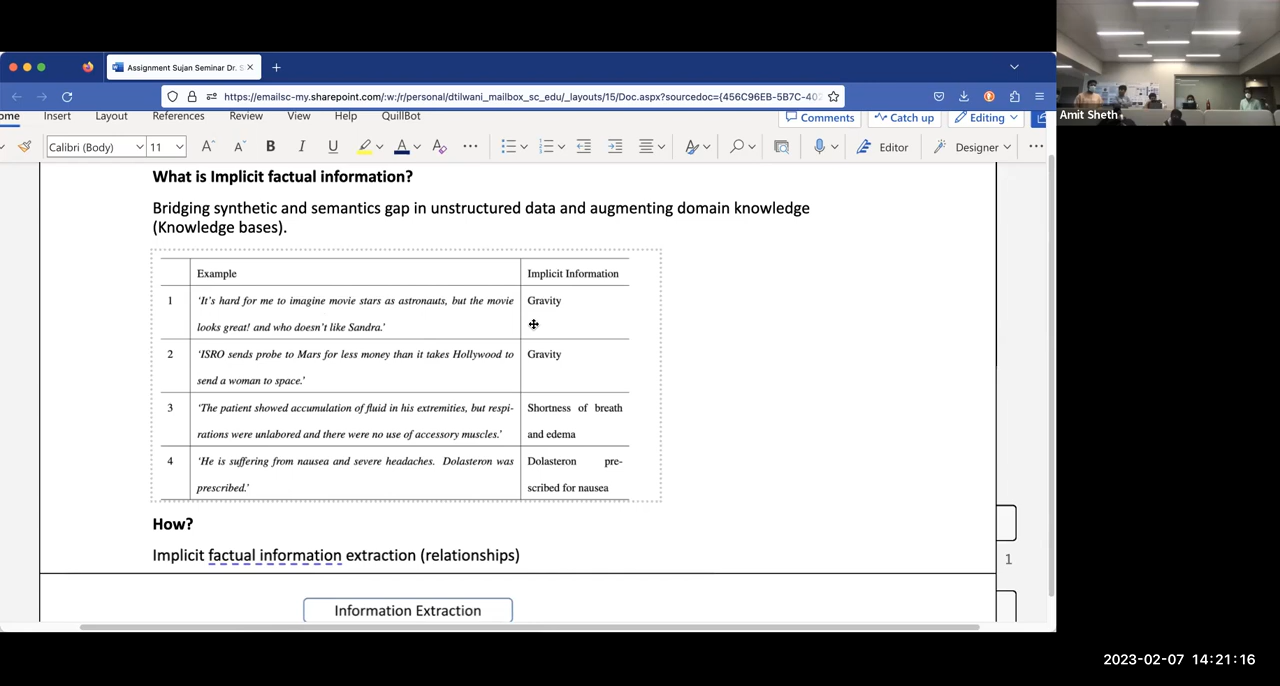 Assignment Sujan Seminar Dr. S
https://emailsc-my.sharepoint.com/:w:/r/personal/dtilwani_mailbox_sc_edu/_layouts/15/Doc.aspx?sourcedoc={456C96EB-5B7C-402
Amit Sheth
ome Insert Layout References Review View Help QuillBot Comments Catch up Editing
Calibri (Body) 11 B I U A Editor Designer
What is Implicit factual information?
Bridging synthetic and semantics gap in unstructured data and augmenting domain knowledge
(Knowledge bases).
Example Implicit Information
1 ‘It’s hard for me to imagine movie stars as astronauts, but the movie Gravity
looks great! and who doesn’t like Sandra.’
2 ‘ISRO sends probe to Mars for less money than it takes Hollywood to Gravity
send a woman to space.’
3 ‘The patient showed accumulation of fluid in his extremities, but respi- Shortness of breath
rations were unlabored and there were no use of accessory muscles.’ and edema
4 ‘He is suffering from nausea and severe headaches. Dolasteron was Dolasteron pre-
prescribed.’ scribed for nausea
How?
Implicit factual information extraction (relationships)
1
Information Extraction
2023-02-07 14:21:16